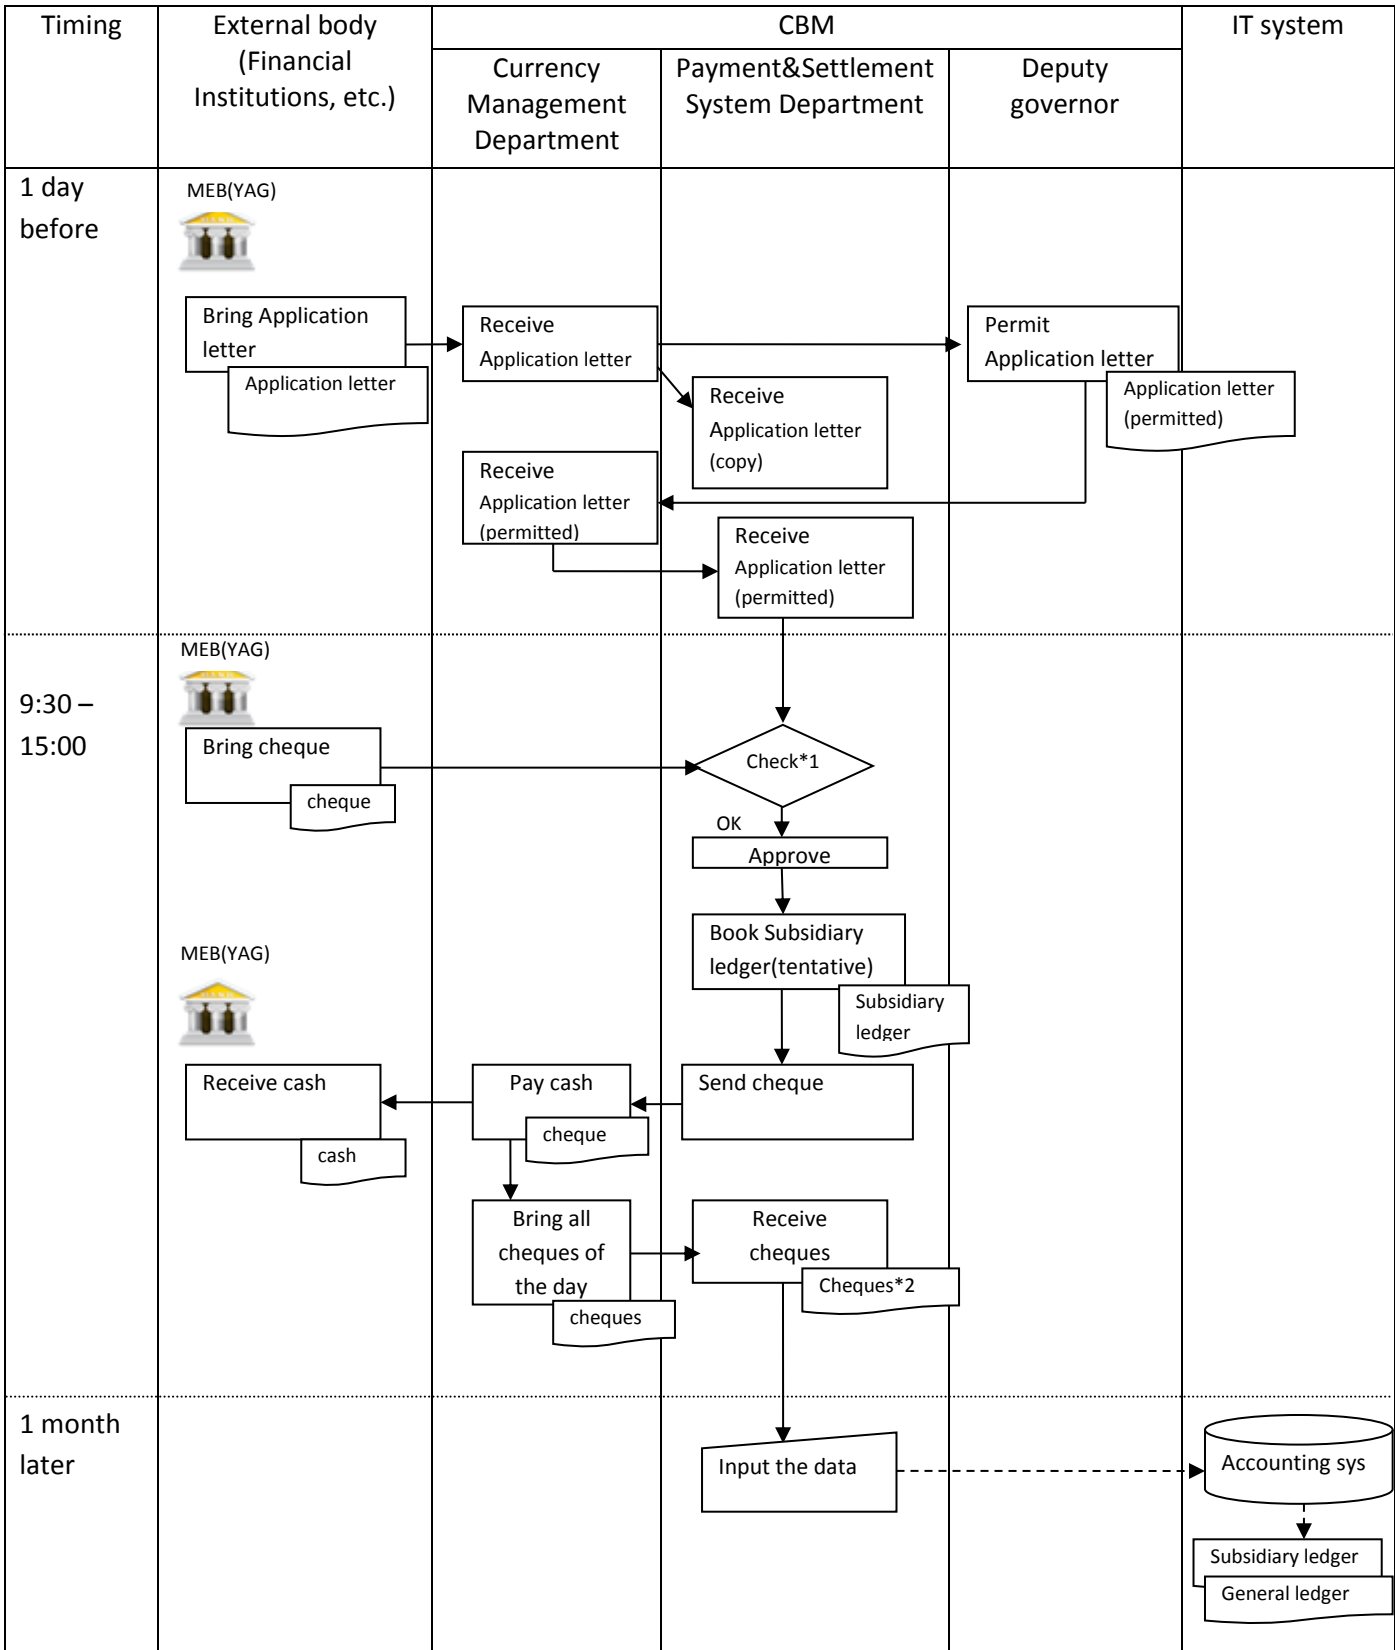 Timing
External body
(Financial
Institutions, etc.)
CBM
IT system
Currency
Management
Department
Payment&Settlement
System Department
Deputy
governor
1 day
before
MEB(YAG)
Bring Application
letter
Application letter
Receive
Application letter
Permit
Application letter
Application letter
(permitted)
Receive
Application letter
(copy)
Receive
Application letter
(permitted)
Receive
Application letter
(permitted)
9:30 –
15:00
MEB(YAG)
Bring cheque
cheque
Check*1
OK
Approve
Book Subsidiary
ledger(tentative)
Subsidiary
ledger
MEB(YAG)
Receive cash
cash
Pay cash
cheque
Send cheque
Bring all
cheques of
the day
cheques
Receive
cheques
Cheques*2
1 month
later
Input the data
Accounting sys
Subsidiary ledger
General ledger